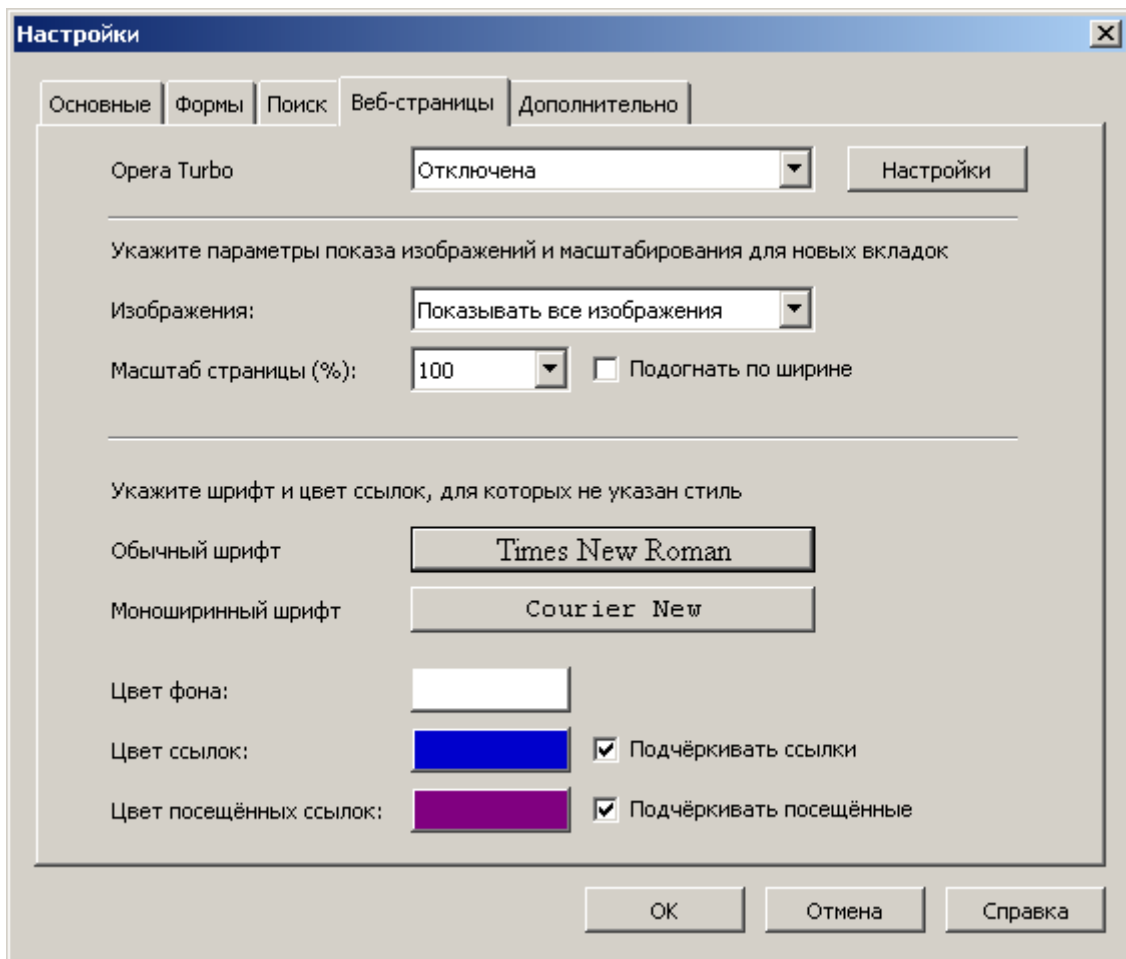 Настройки
Основные Формы Поиск Веб-страницы Дополнительно
Opera Turbo Отключена Настройки
Укажите параметры показа изображений и масштабирования для новых вкладок
Изображения: Показывать все изображения
Масштаб страницы (%): 100 Подогнать по ширине
Укажите шрифт и цвет ссылок, для которых не указан стиль
Обычный шрифт Times New Roman
Моноширинный шрифт Courier New
Цвет фона:
Цвет ссылок: Подчёркивать ссылки
Цвет посещённых ссылок: Подчёркивать посещённые
OK Отмена Справка